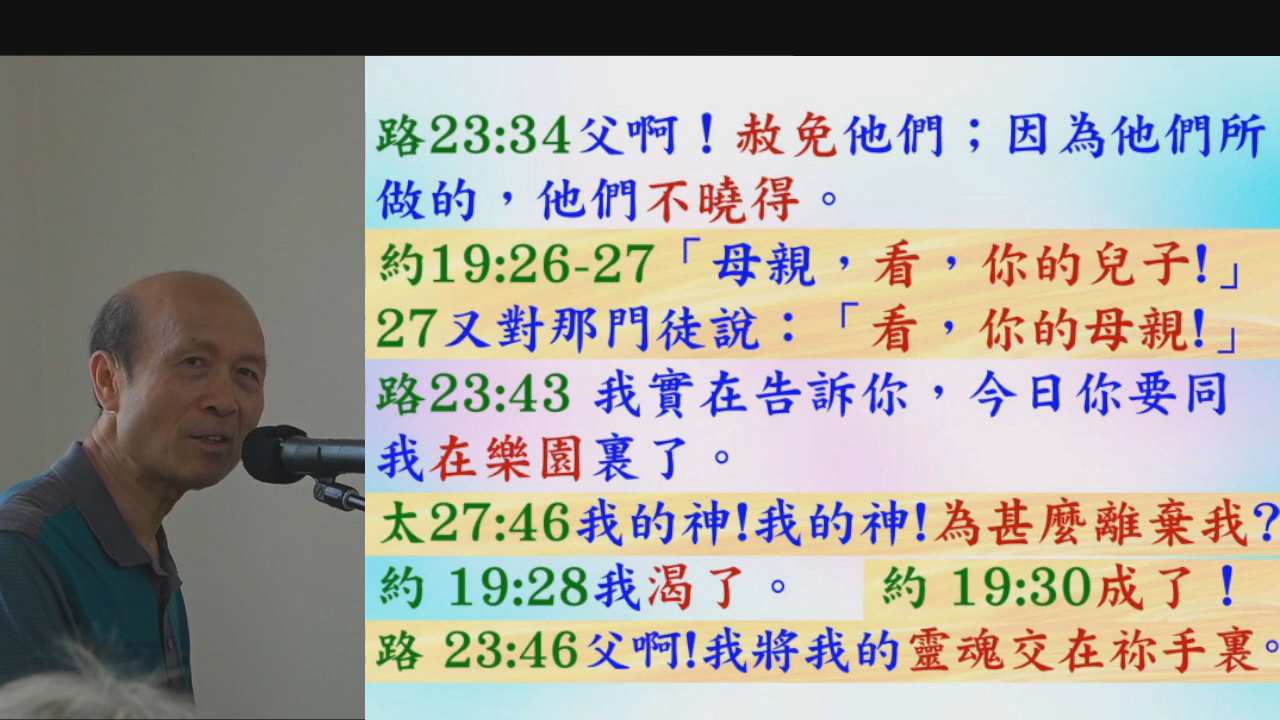 路23:34父啊！赦免他們；因為他們所
做的，他們不曉得。
約19:26-27「母親，看，你的兒子!」
27又對那門徒說：「看，你的母親!」
路23:43 我實在告訴你，今日你要同
我在樂園裏了。
太27:46我的神!我的神!為甚麼離棄我?
約 19:28我渴了。 約 19:30成了！
路 23:46父啊!我將我的靈魂交在祢手裏。